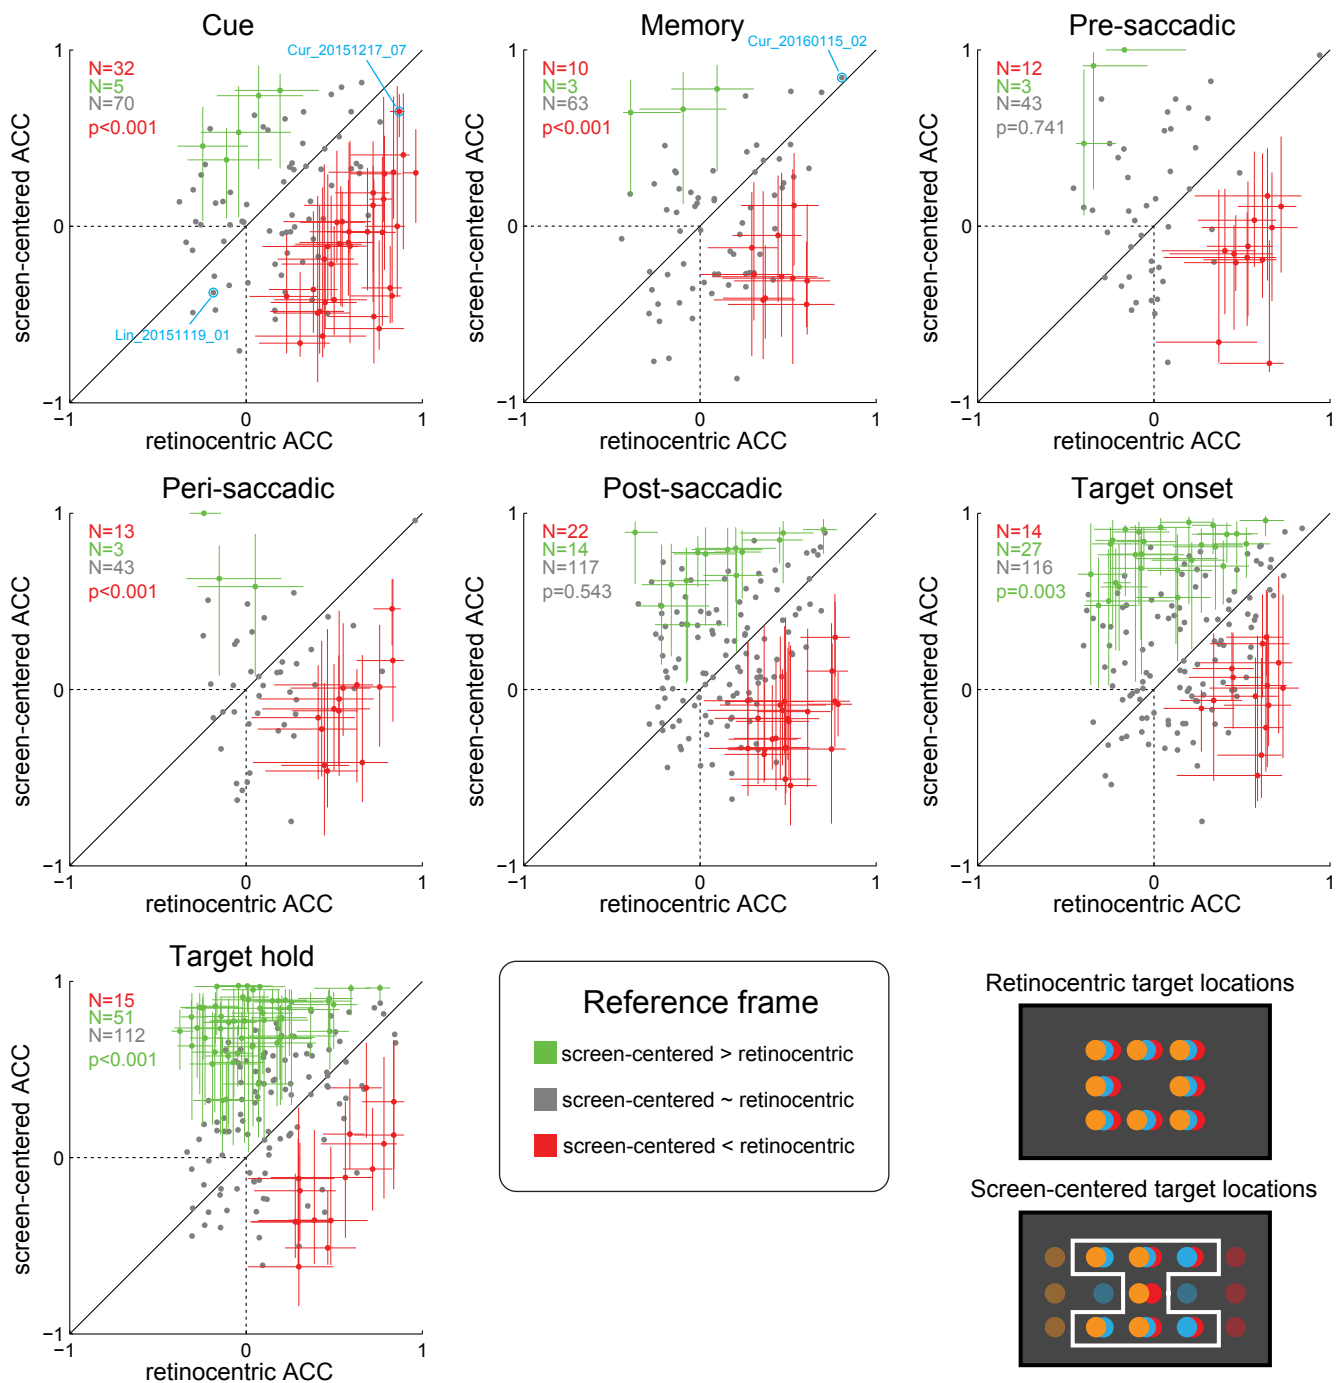 Cue
Cur_20151217_07
N=32
N=5
N=70
p<0.001
Lin_20151119_01
screen-centered ACC
1
0
−1
−1
0
1
retinocentric ACC
Memory
Cur_20160115_02
N=10
N=3
N=63
p<0.001
screen-centered ACC
1
0
−1
−1
0
1
retinocentric ACC
Pre-saccadic
N=12
N=3
N=43
p=0.741
screen-centered ACC
1
0
−1
−1
0
1
retinocentric ACC
Peri-saccadic
N=13
N=3
N=43
p<0.001
screen-centered ACC
1
0
−1
−1
0
1
retinocentric ACC
Post-saccadic
N=22
N=14
N=117
p=0.543
screen-centered ACC
1
0
−1
−1
0
1
retinocentric ACC
Target onset
N=14
N=27
N=116
p=0.003
screen-centered ACC
1
0
−1
−1
0
1
retinocentric ACC
Target hold
N=15
N=51
N=112
p<0.001
screen-centered ACC
1
0
−1
−1
0
1
retinocentric ACC
Reference frame
screen-centered > retinocentric
screen-centered ~ retinocentric
screen-centered < retinocentric
Retinocentric target locations
Screen-centered target locations